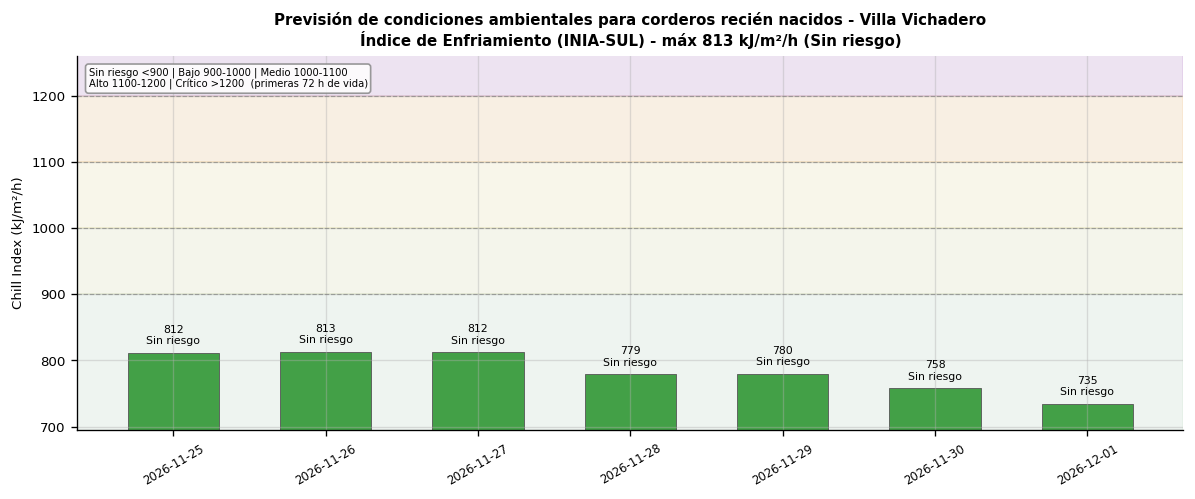 Previsión de condiciones ambientales para corderos recién nacidos - Villa Vichadero
Índice de Enfriamiento (INIA-SUL) - máx 813 kJ/m²/h (Sin riesgo)
Sin riesgo <900 | Bajo 900-1000 | Medio 1000-1100
Alto 1100-1200 | Crítico >1200  (primeras 72 h de vida)
Chill Index (kJ/m²/h)
1200
1100
1000
900
800
700
812
Sin riesgo
813
Sin riesgo
812
Sin riesgo
779
Sin riesgo
780
Sin riesgo
758
Sin riesgo
735
Sin riesgo
2026-11-25
2026-11-26
2026-11-27
2026-11-28
2026-11-29
2026-11-30
2026-12-01